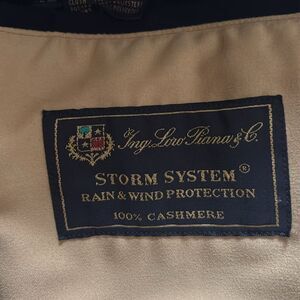 Ing. Loro Piana & C.
STORM SYSTEM®
RAIN & WIND PROTECTION
100% CASHMERE